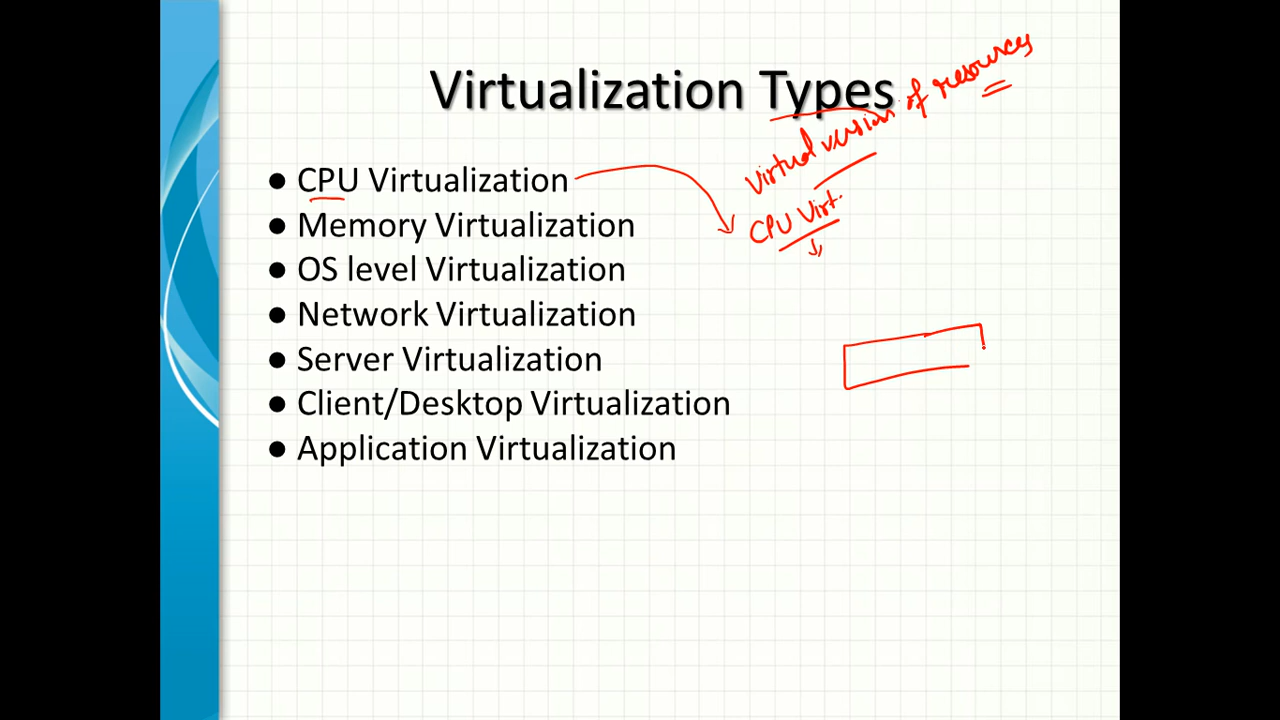 Virtualization Types
Virtual version of resources
● CPU Virtualization
CPU Virt.
● Memory Virtualization
● OS level Virtualization
● Network Virtualization
● Server Virtualization
● Client/Desktop Virtualization
● Application Virtualization